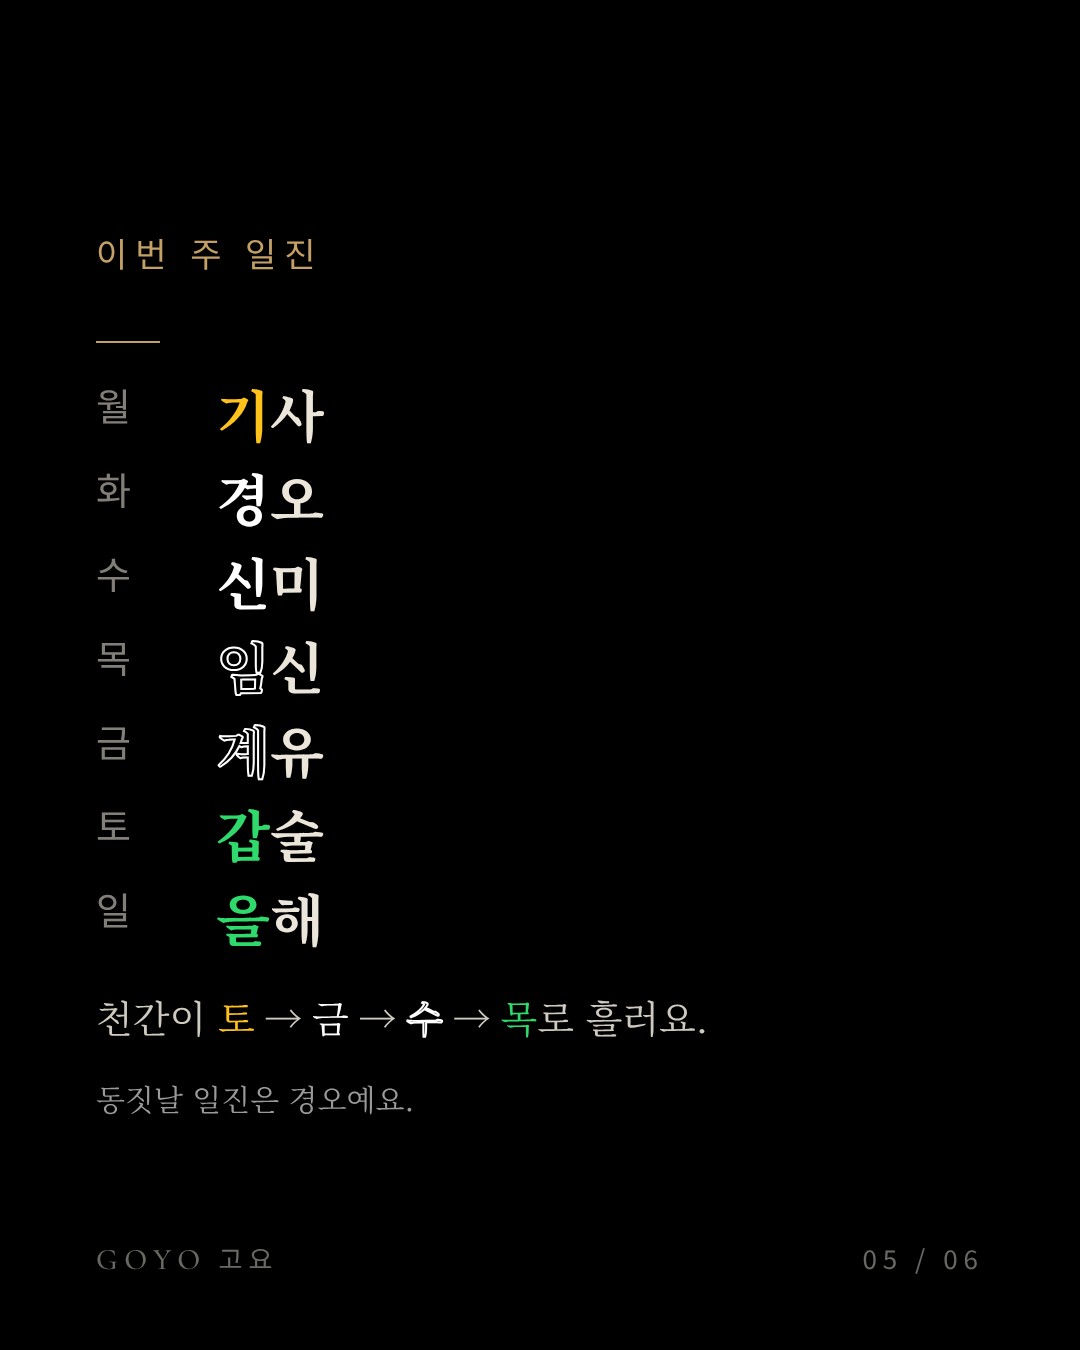 이번 주 일진
월 기사
화 경오
수 신미
목 임신
금 계유
토 갑술
일 을해
천간이 토 → 금 → 수 → 목로 흘러요.
동짓날 일진은 경오예요.
GOYO 고요
05 / 06